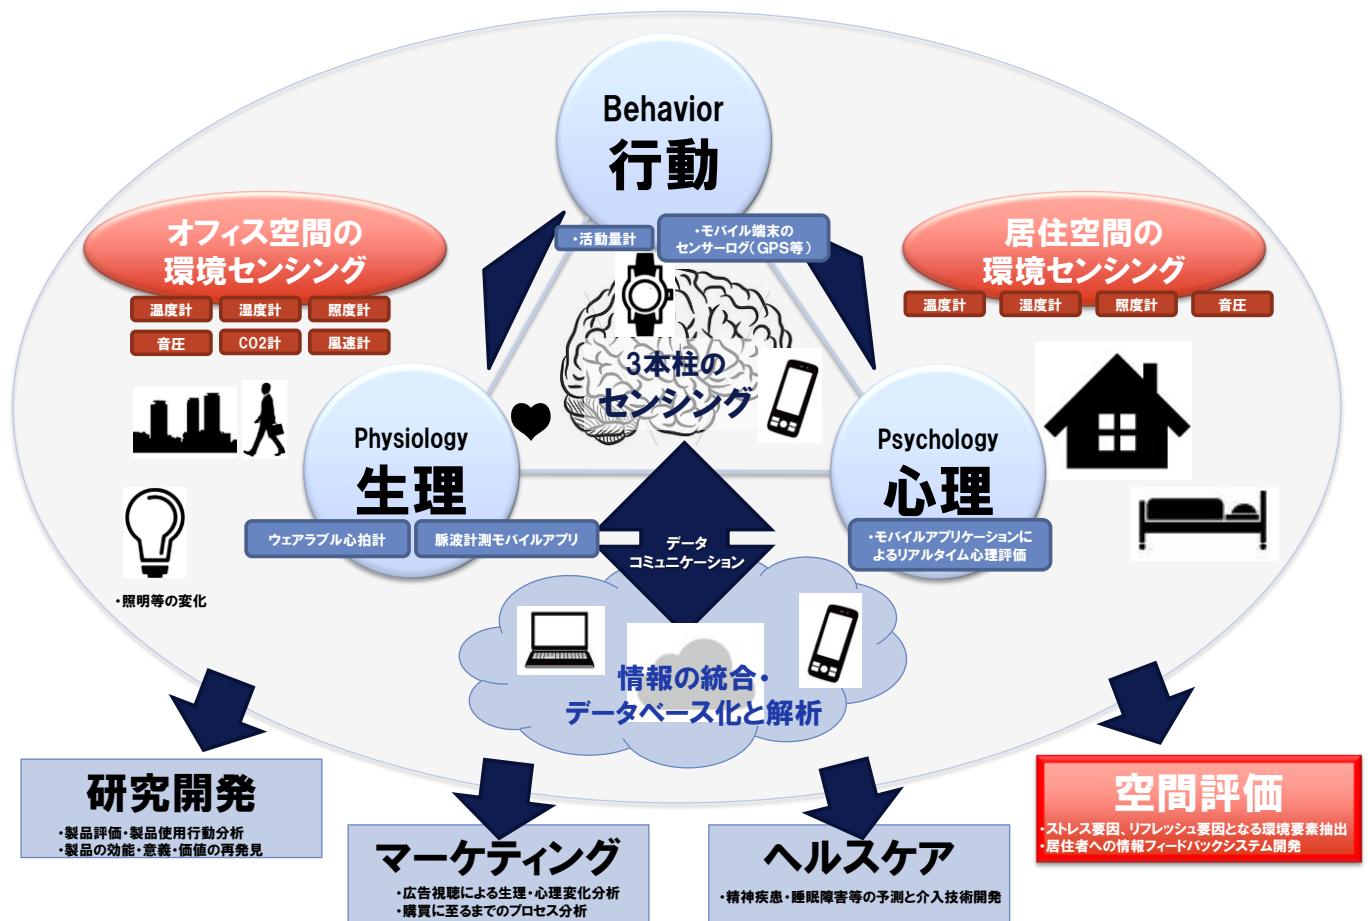 Behavior
行動
・活動量計
・モバイル端末の
センサーログ(GPS等)
オフィス空間の
環境センシング
温度計
湿度計
照度計
音圧
CO2計
風速計
居住空間の
環境センシング
温度計
湿度計
照度計
音圧
3本柱の
センシング
Physiology
生理
ウェアラブル心拍計
脈波計測モバイルアプリ
Psychology
心理
・モバイルアプリケーションに
よるリアルタイム心理評価
データ
コミュニケーション
・照明等の変化
情報の統合・
データベース化と解析
研究開発
・製品評価・製品使用行動分析
・製品の効能・意義・価値の再発見
マーケティング
・広告視聴による生理・心理変化分析
・購買に至るまでのプロセス分析
ヘルスケア
・精神疾患・睡眠障害等の予測と介入技術開発
空間評価
・ストレス要因、リフレッシュ要因となる環境要素抽出
・居住者への情報フィードバックシステム開発